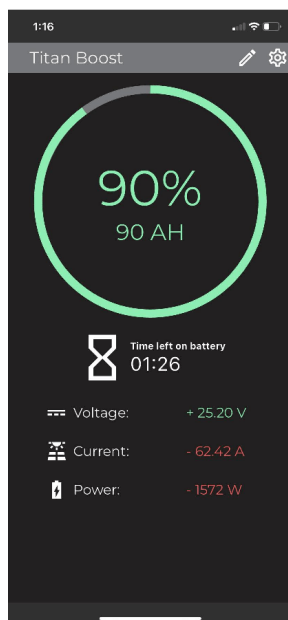 1:16
Titan Boost
90%
90 AH
Time left on battery
01:26
Voltage: + 25.20 V
Current: - 62.42 A
Power: - 1572 W